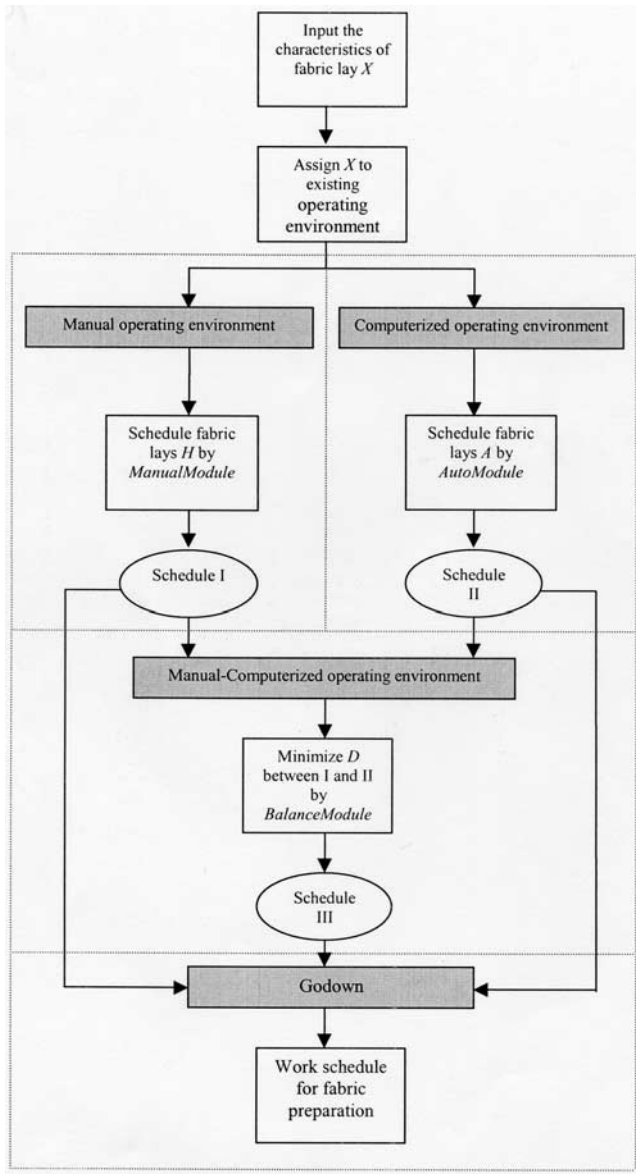 Input the
characteristics of
fabric lay X
Assign X to
existing
operating
environment
Manual operating environment
Computerized operating environment
Schedule fabric
lays H by
ManualModule
Schedule fabric
lays A by
AutoModule
Schedule I
Schedule
II
Manual-Computerized operating environment
Minimize D
between I and II
by
BalanceModule
Schedule
III
Godown
Work schedule
for fabric
preparation